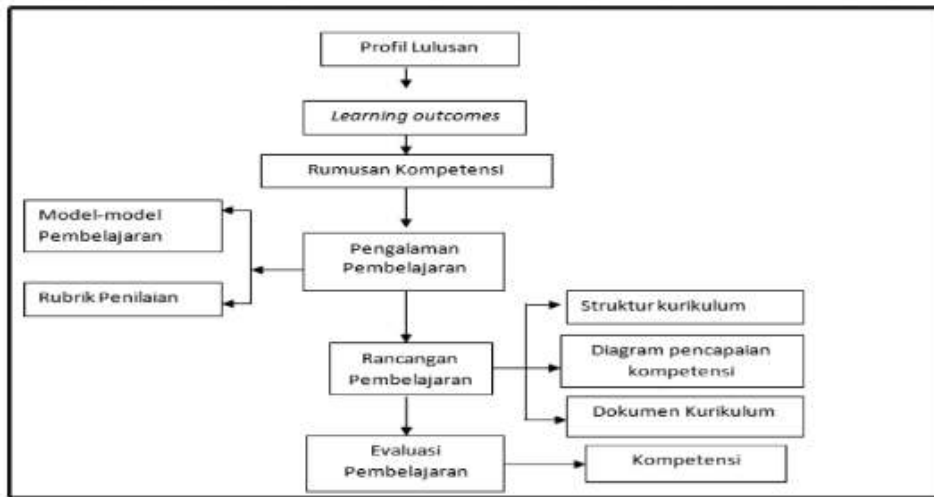 Profil Lulusan
Learning outcomes
Rumusan Kompetensi
Model-model
Pembelajaran
Pengalaman
Pembelajaran
Rubrik Penilaian
Struktur kurikulum
Rancangan
Pembelajaran
Diagram pencapaian
kompetensi
Dokumen Kurikulum
Evaluasi
Pembelajaran
Kompetensi